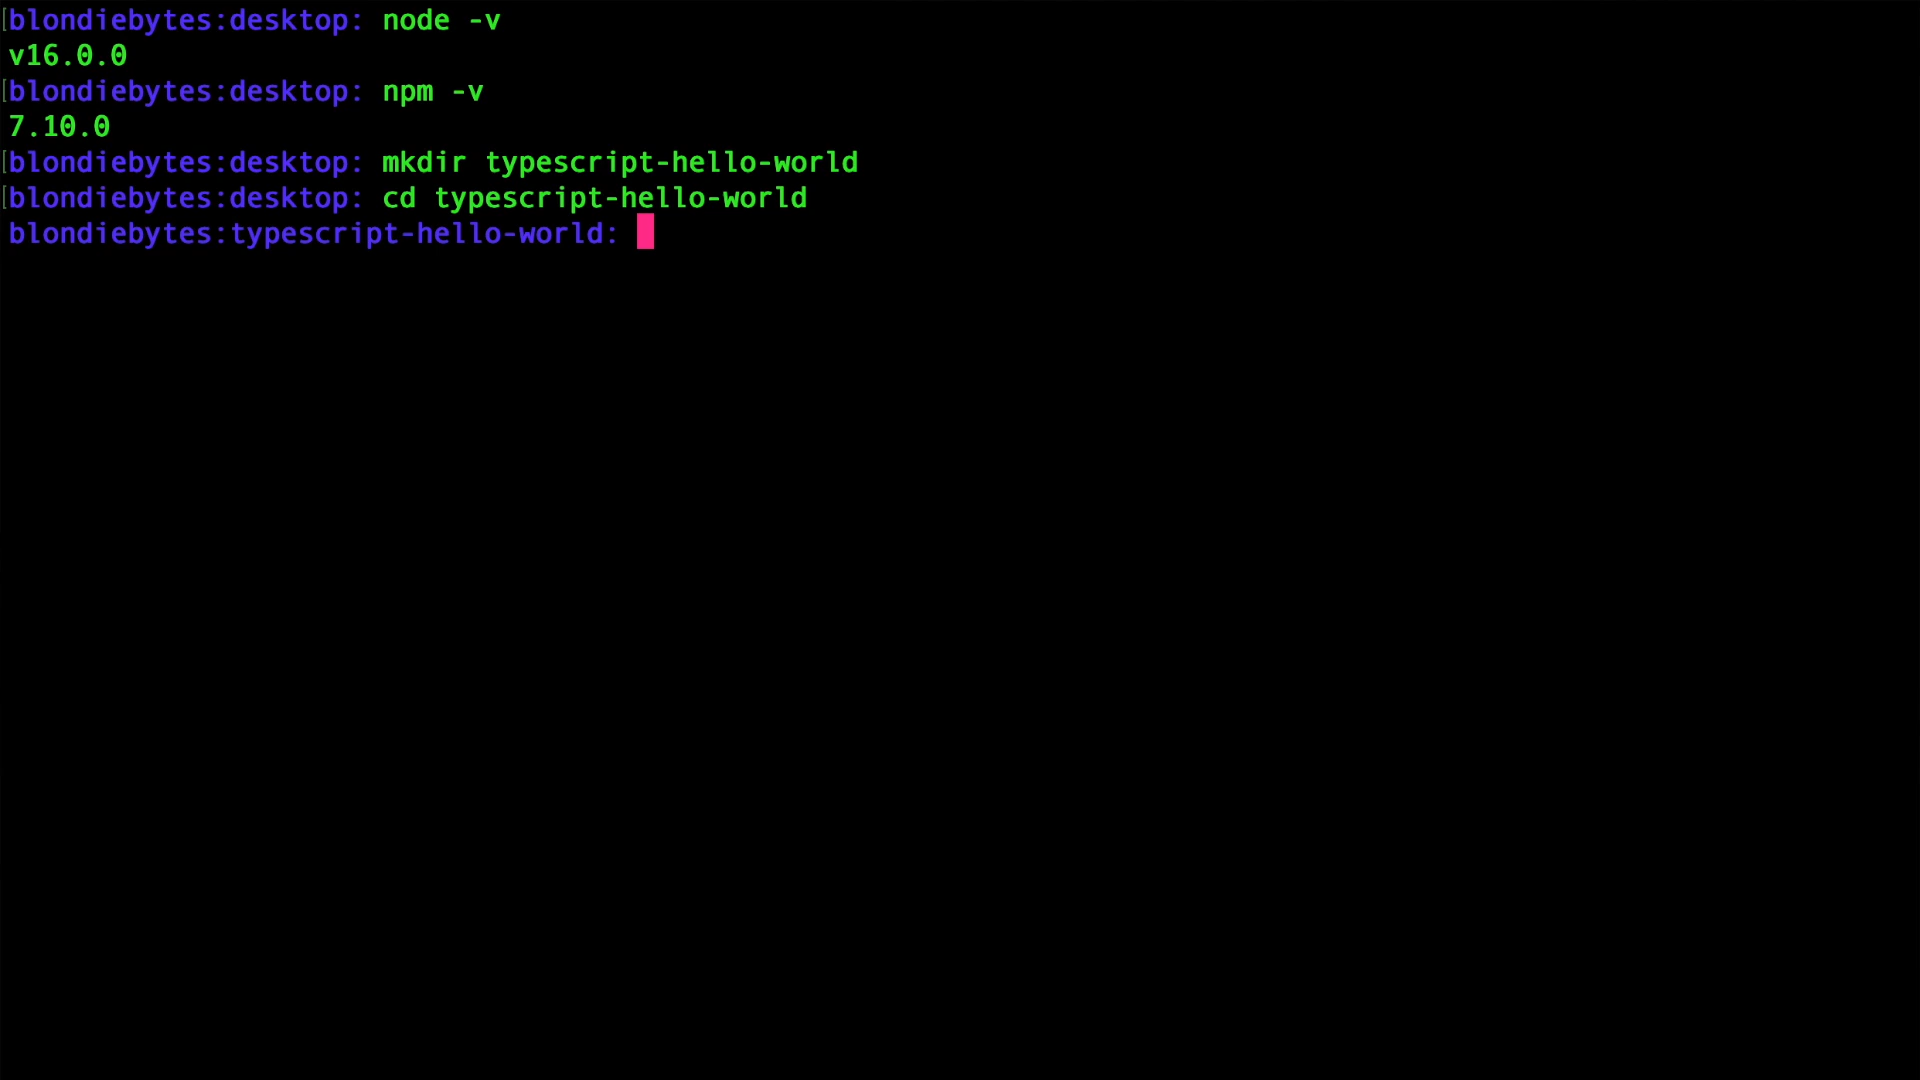 [blondiebytes:desktop: node -v
v16.0.0
[blondiebytes:desktop: npm -v
7.10.0
[blondiebytes:desktop: mkdir typescript-hello-world
[blondiebytes:desktop: cd typescript-hello-world
blondiebytes:typescript-hello-world: